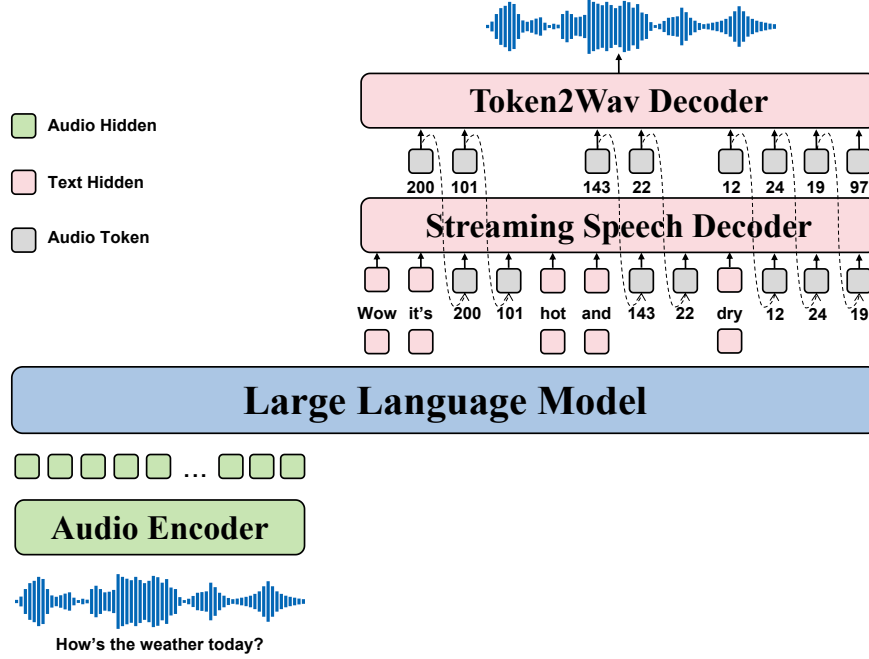 Token2Wav Decoder
Audio Hidden
Text Hidden
Audio Token
200 101 143 22 12 24 19 97
Streaming Speech Decoder
Wow it's 200 101 hot and 143 22 dry 12 24 19
Large Language Model
...
Audio Encoder
How's the weather today?